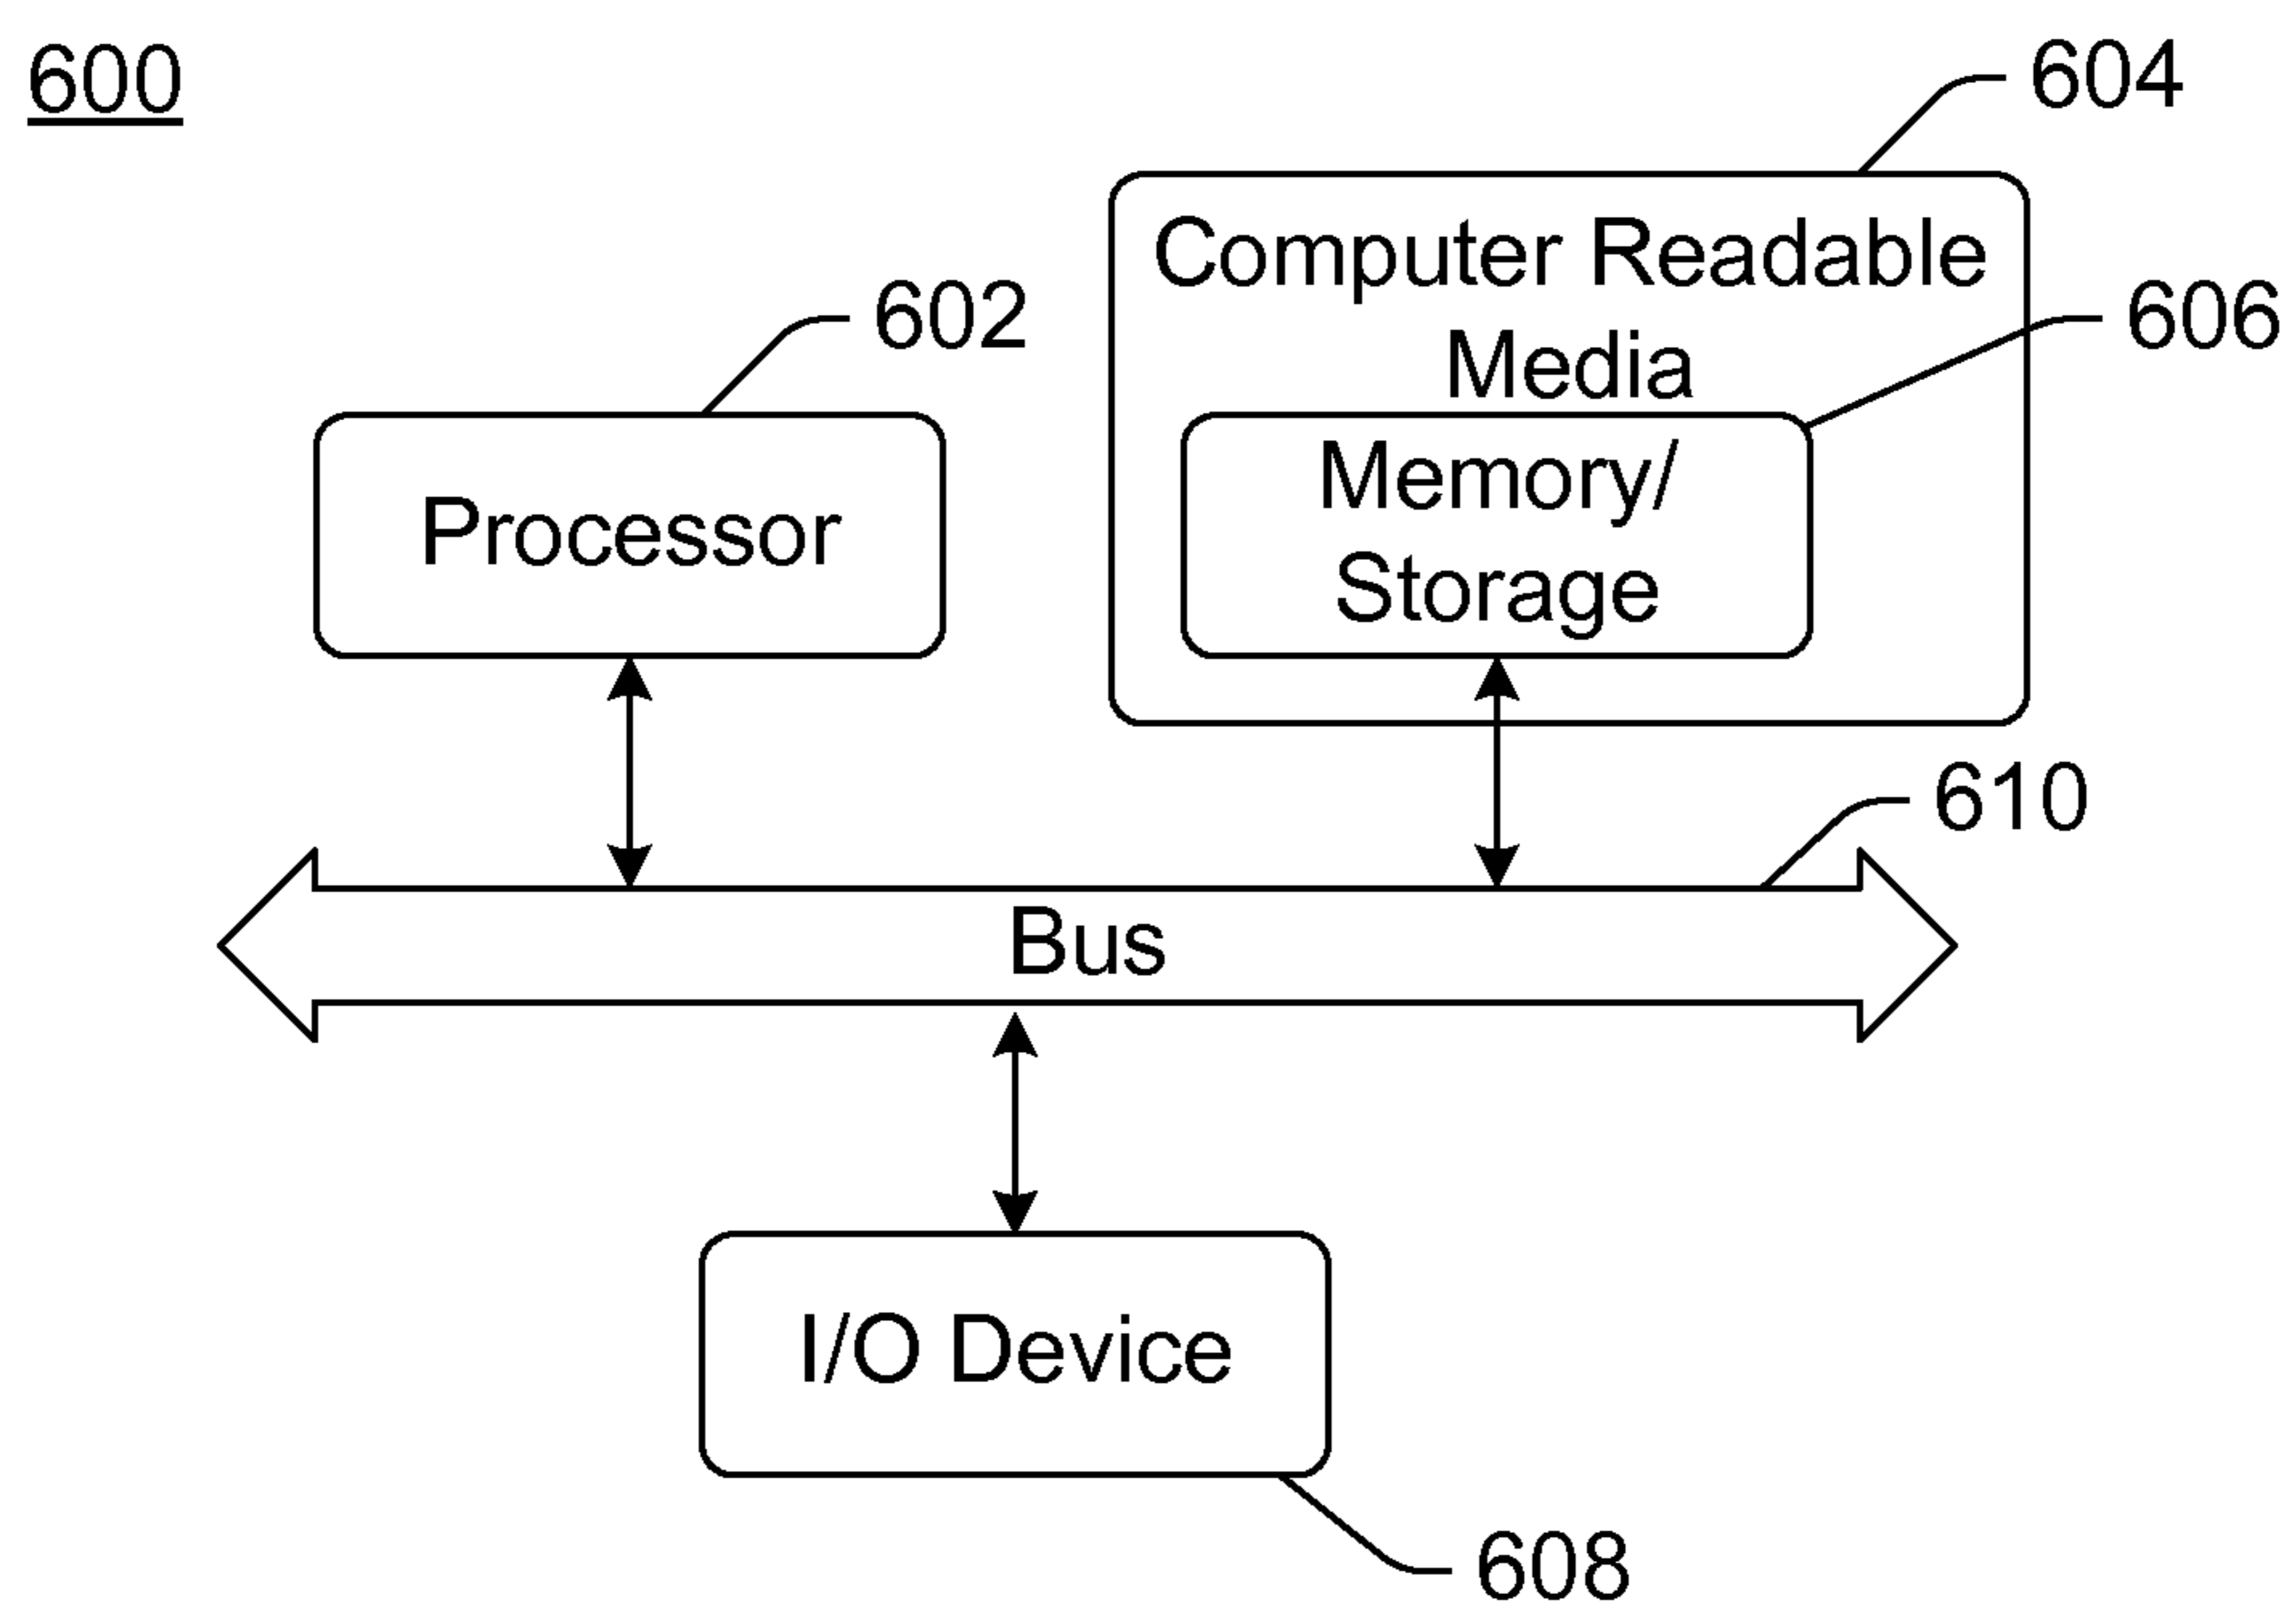 600
604
Computer Readable
Media
602
606
Memory/
Storage
Processor
610
Bus
I/O Device
608